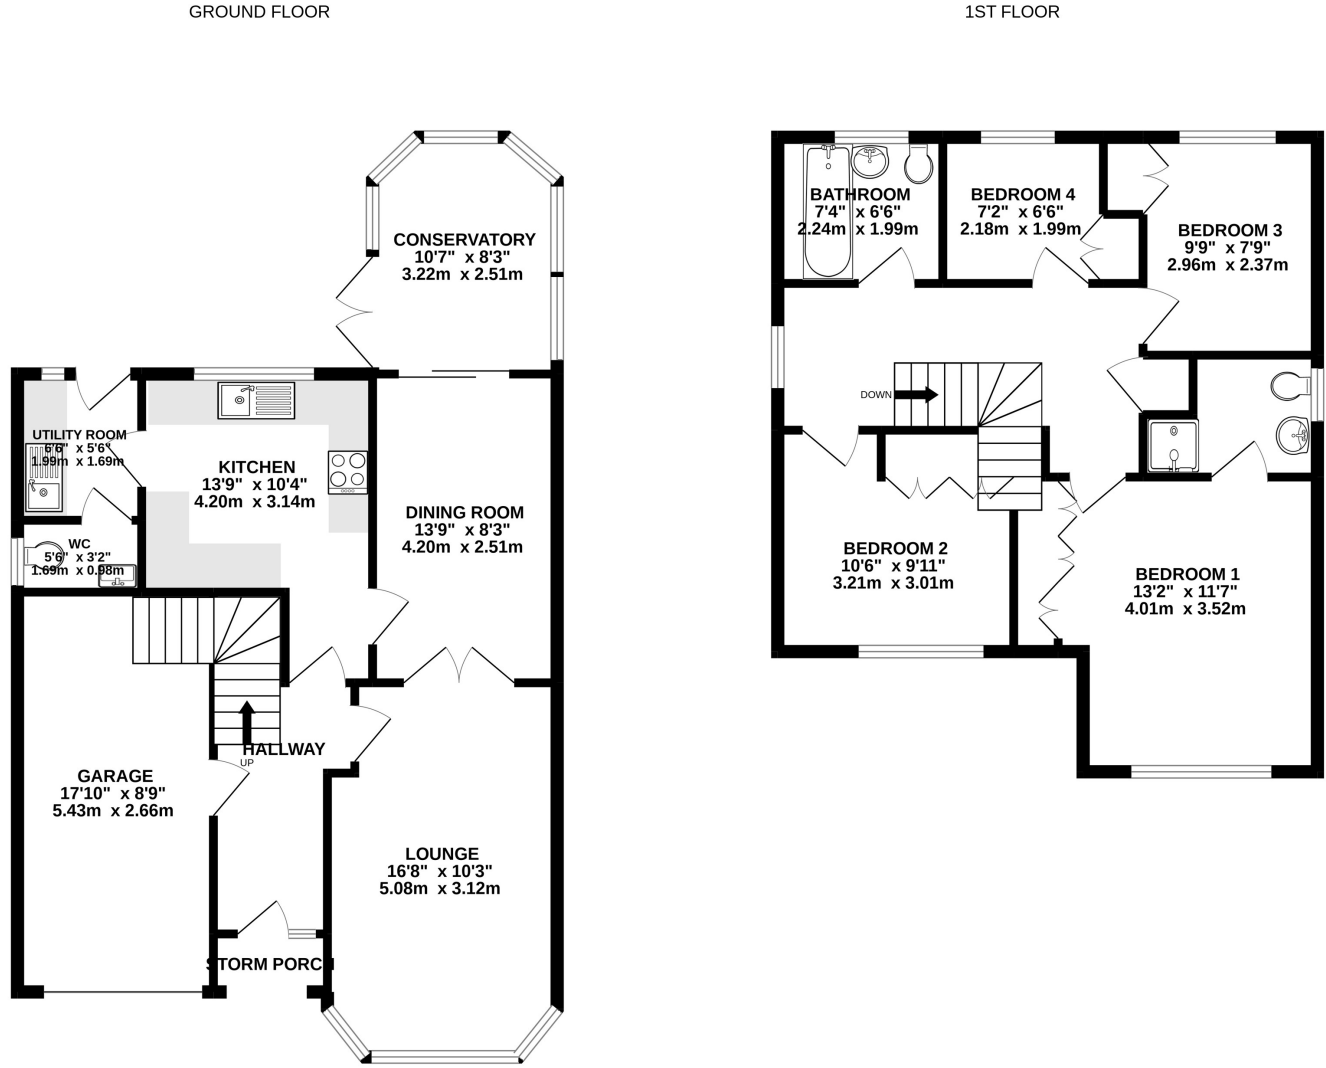 GROUND FLOOR
CONSERVATORY
10'7" x 8'3"
3.22m x 2.51m
UTILITY ROOM
6'6" x 5'6"
1.99m x 1.69m
KITCHEN
13'9" x 10'4"
4.20m x 3.14m
DINING ROOM
13'9" x 8'3"
4.20m x 2.51m
WC
5'6" x 3'2"
1.69m x 0.98m
HALLWAY
UP
GARAGE
17'10" x 8'9"
5.43m x 2.66m
LOUNGE
16'8" x 10'3"
5.08m x 3.12m
STORM PORCH
1ST FLOOR
BATHROOM
7'4" x 6'6"
2.24m x 1.99m
BEDROOM 4
7'2" x 6'6"
2.18m x 1.99m
BEDROOM 3
9'9" x 7'9"
2.96m x 2.37m
DOWN
BEDROOM 2
10'6" x 9'11"
3.21m x 3.01m
BEDROOM 1
13'2" x 11'7"
4.01m x 3.52m